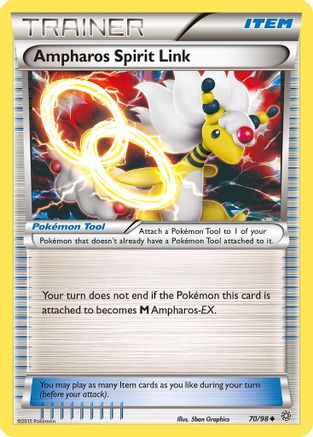 TRAINER ITEM
Ampharos Spirit Link
Pokémon Tool
Attach a Pokémon Tool to 1 of your
Pokémon that doesn't already have a Pokémon Tool attached to it.
Your turn does not end if the Pokémon this card is
attached to becomes M Ampharos-EX.
You may play as many Item cards as you like during your turn
(before your attack).
©2015 Pokémon Illus. 5ban Graphics 70/98 ◆